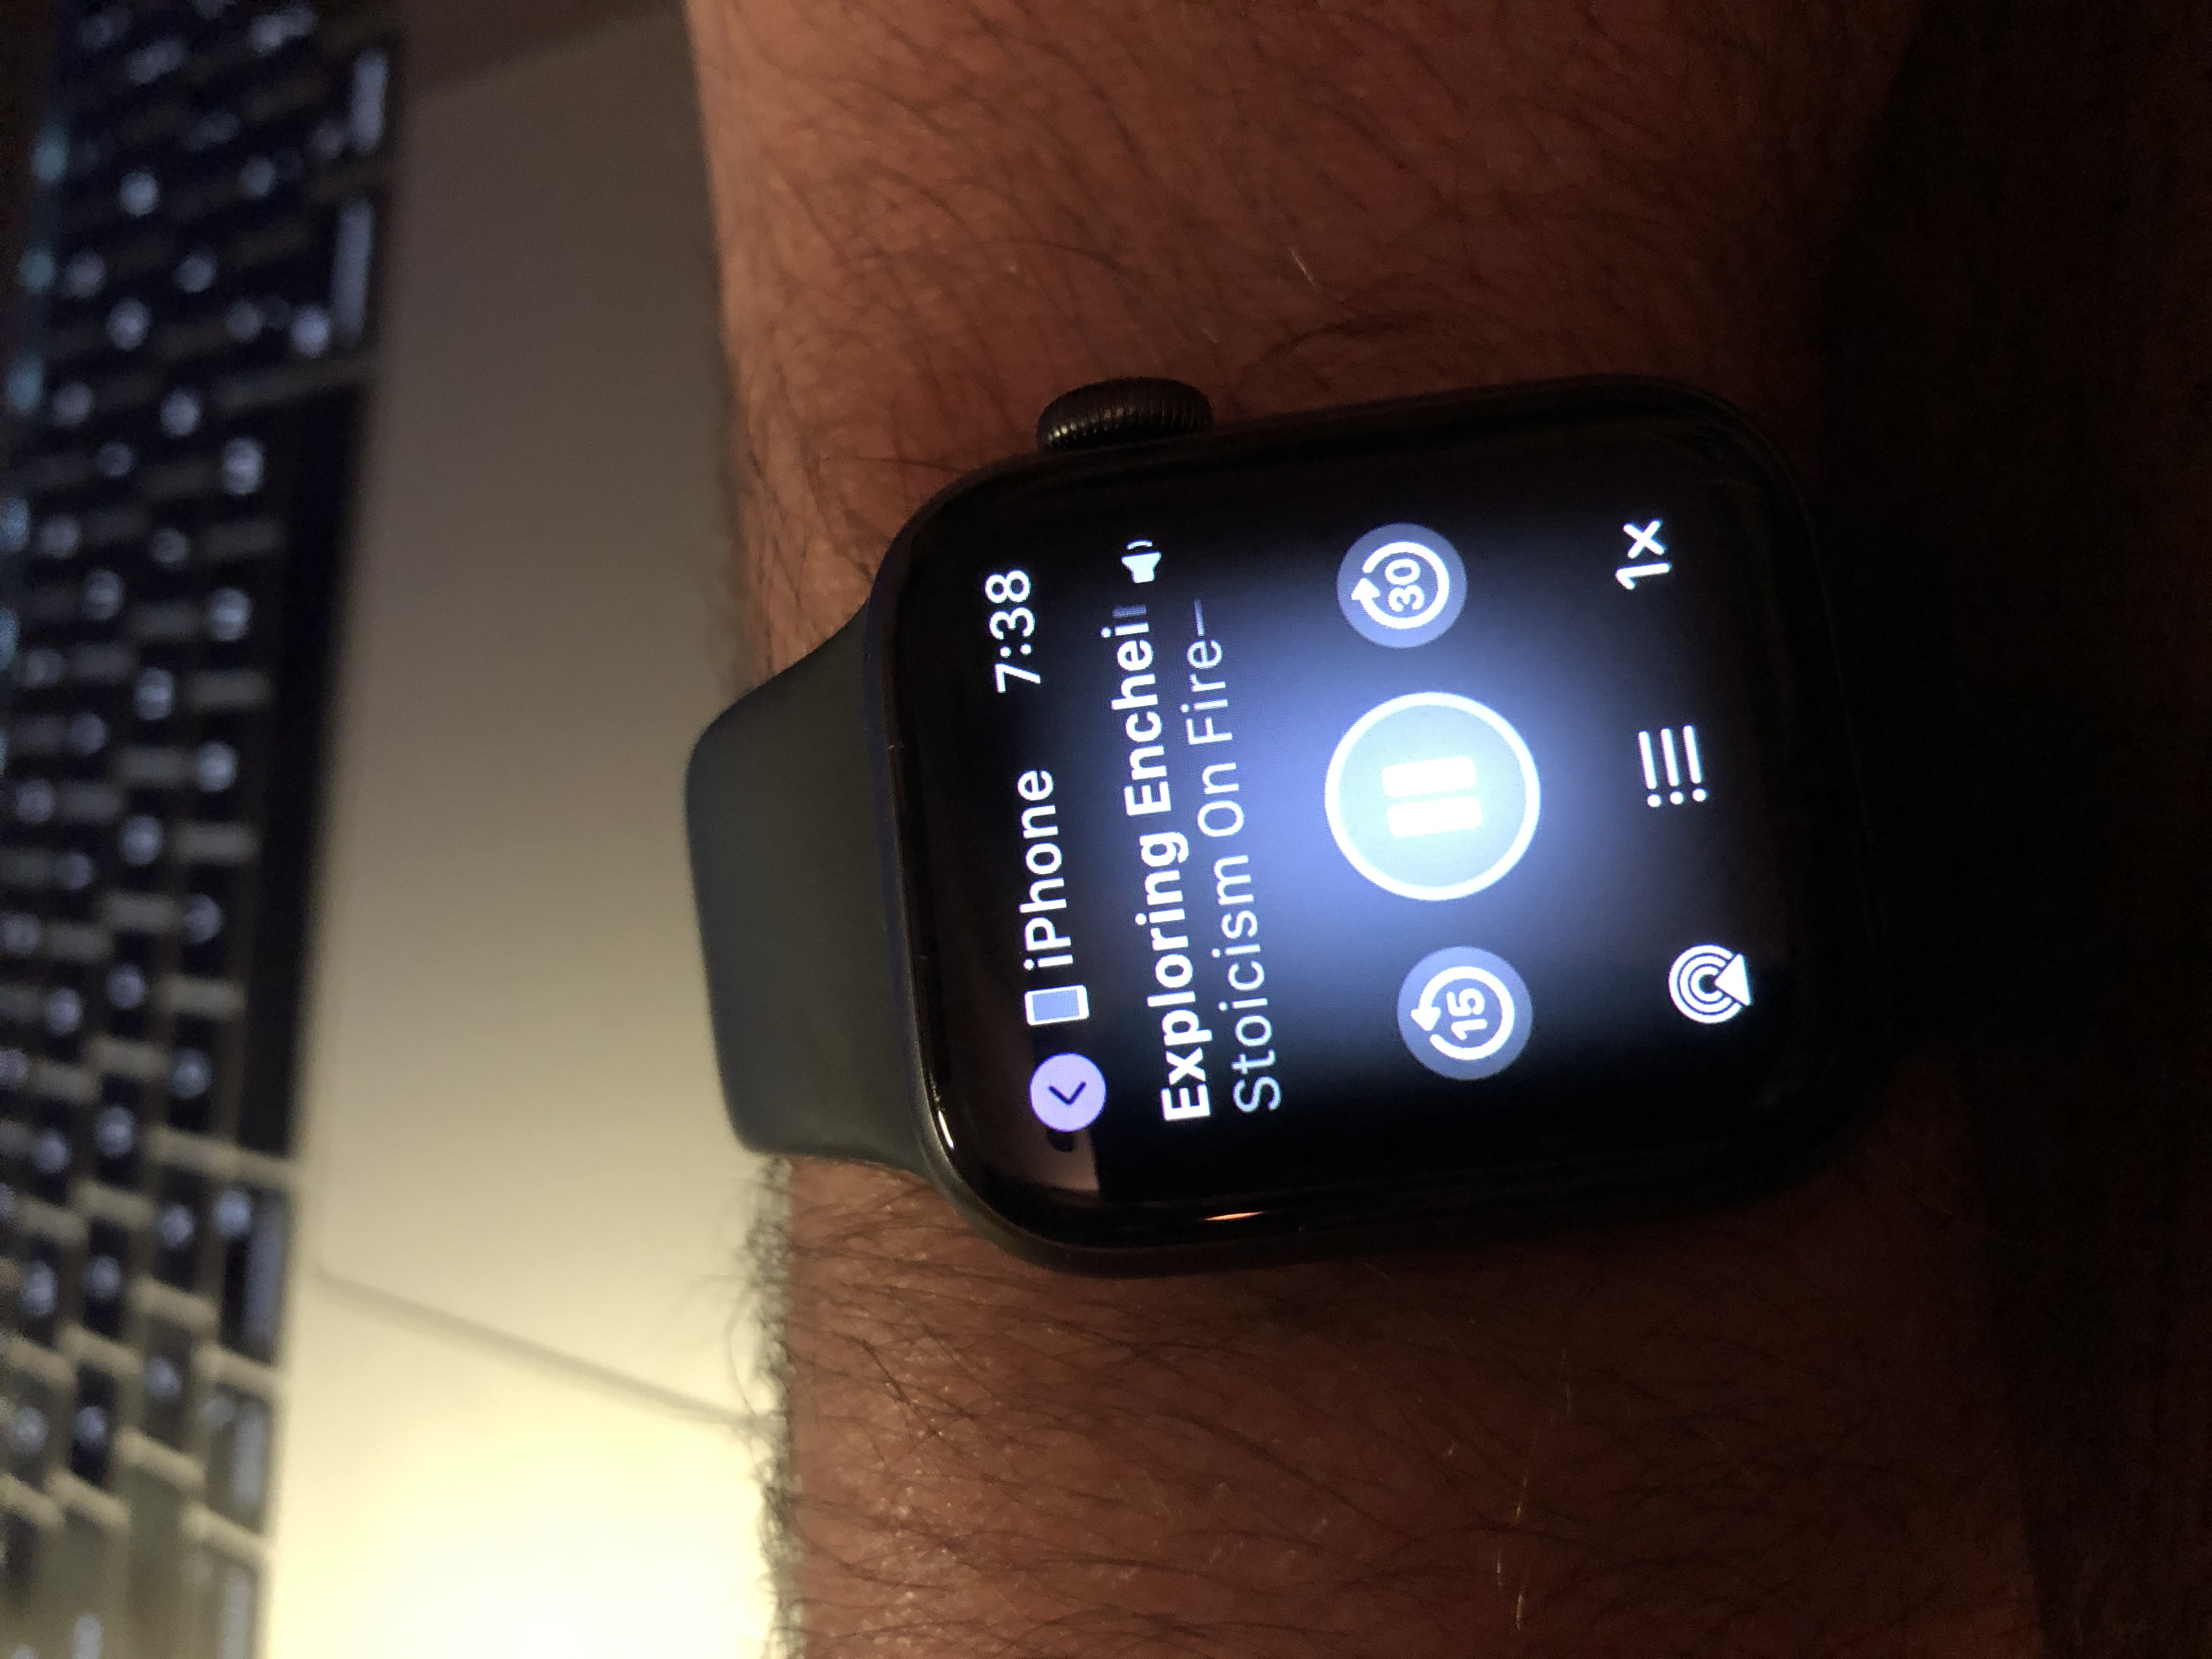 iPhone 7:38
Exploring Enchei
Stoicism On Fire—
15
30
1x